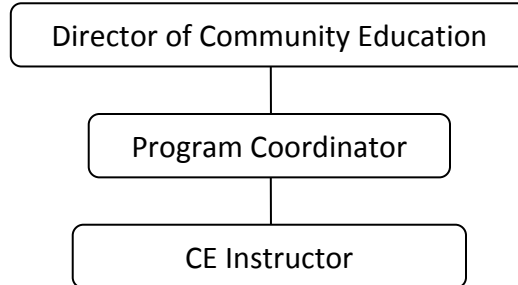 Director of Community Education
Program Coordinator
CE Instructor